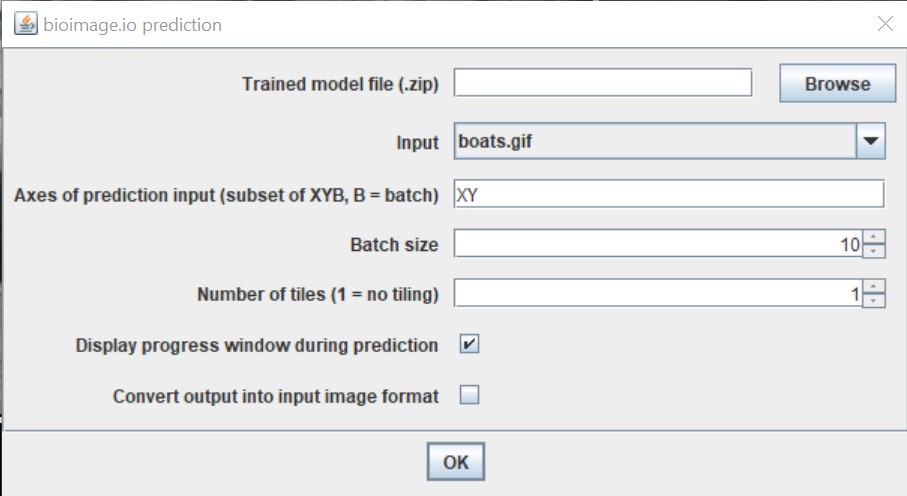 bioimage.io prediction
Trained model file (.zip) Browse
Input boats.gif
Axes of prediction input (subset of XYB, B = batch) XY
Batch size 10
Number of tiles (1 = no tiling) 1
Display progress window during prediction
Convert output into input image format
OK